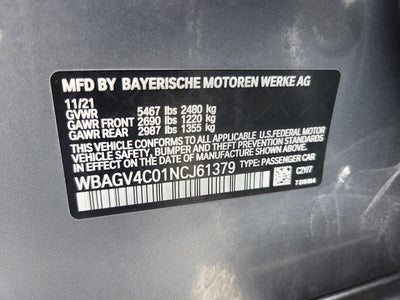 MFD BY BAYERISCHE MOTOREN WERKE AG
11/21
GVWR 5467 lbs 2480 kg
GAWR FRONT 2690 lbs 1220 kg
GAWR REAR 2987 lbs 1355 kg
THIS VEHICLE CONFORMS TO ALL APPLICABLE
U.S. FEDERAL MOTOR VEHICLE SAFETY, BUMPER
AND THEFT PREVENTION STANDARDS
IN EFFECT ON THE DATE OF MANUFACTURE SHOWN ABOVE.
WBAGV4C01NCJ61379 TYPE: PASSENGER CAR